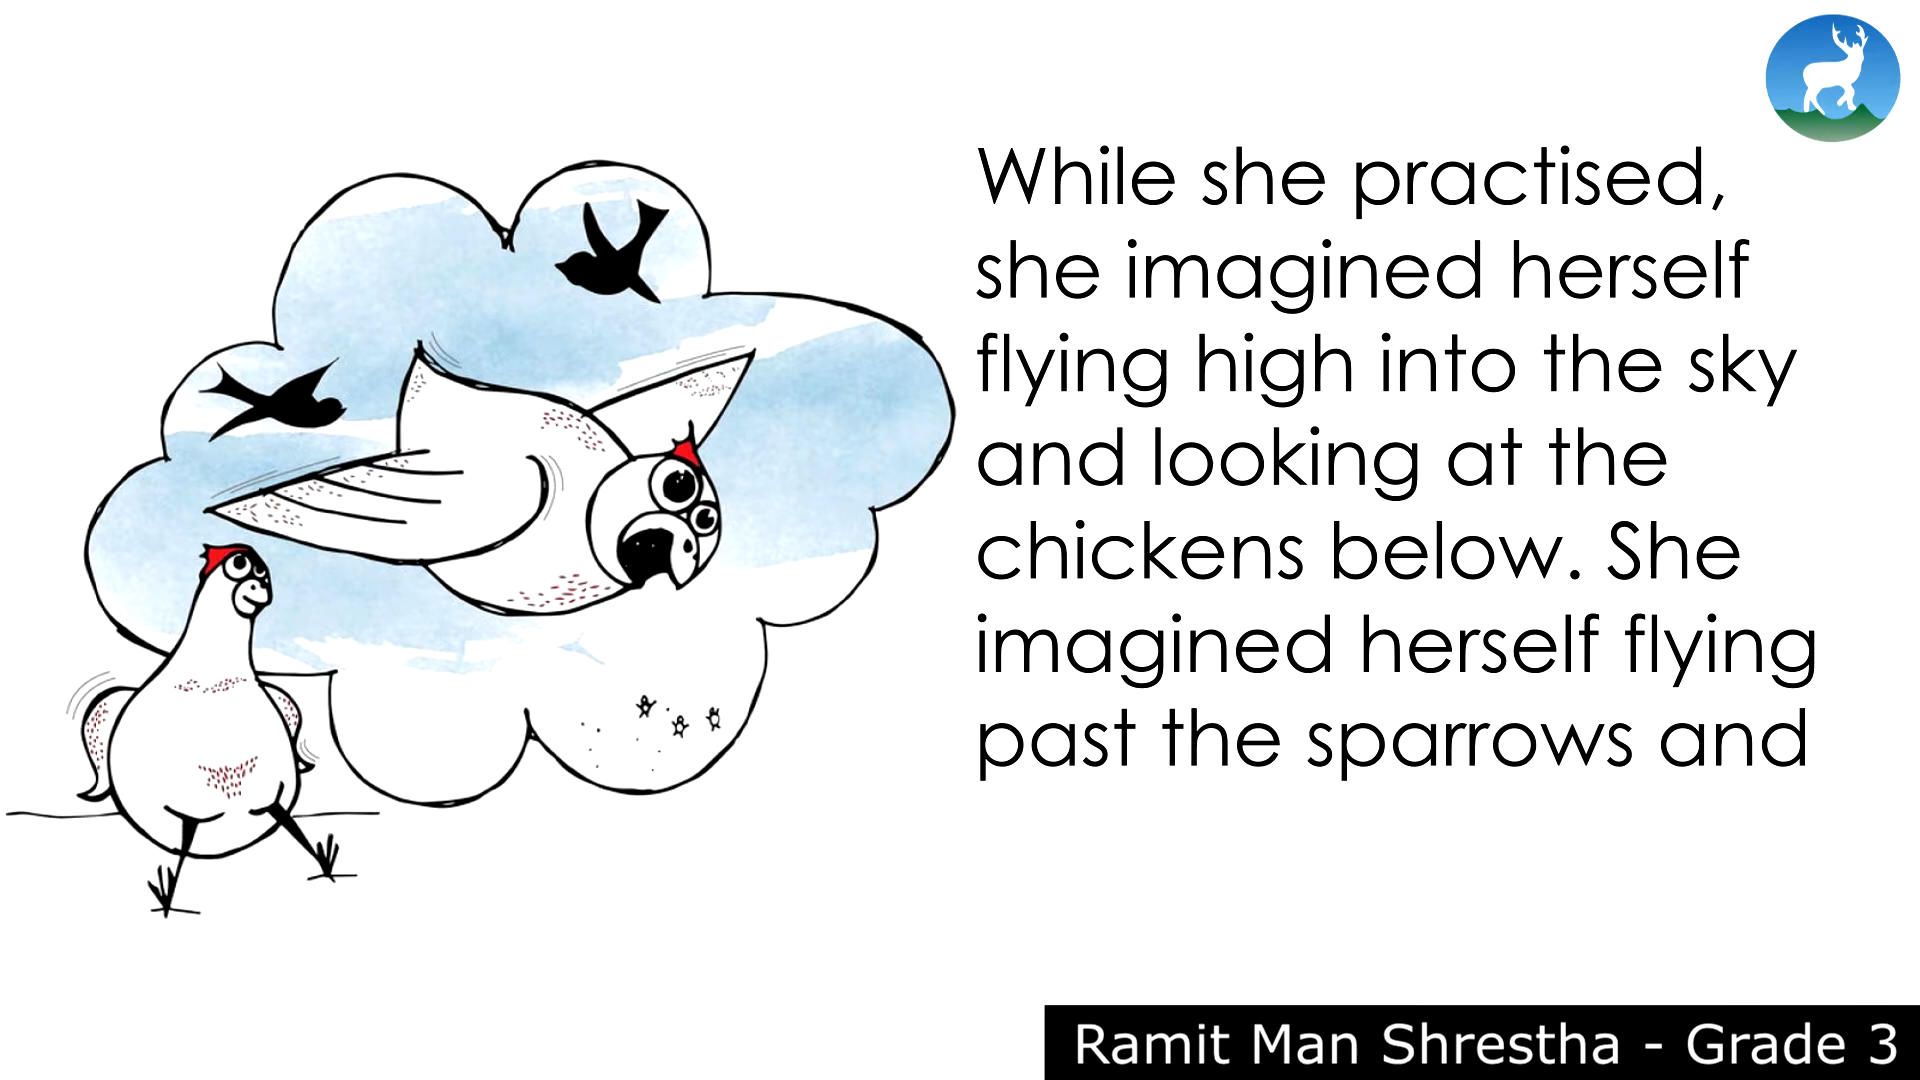 While she practised,
she imagined herself
flying high into the sky
and looking at the
chickens below. She
imagined herself flying
past the sparrows and
Ramit Man Shrestha - Grade 3